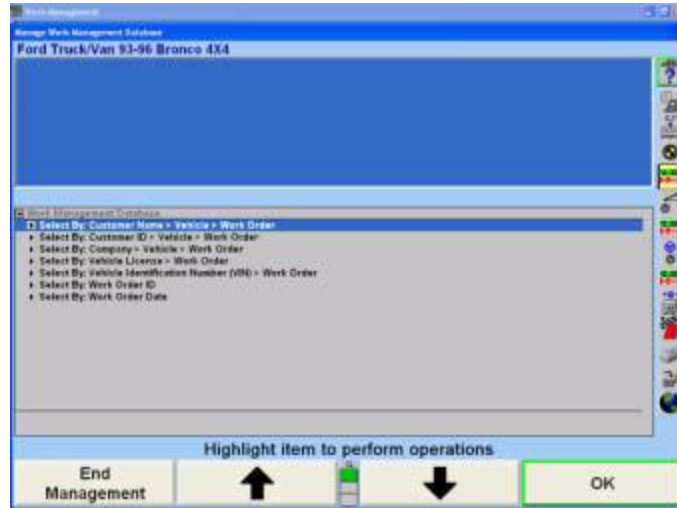 Work Management
Manage Work Management Database
Ford Truck/Van 93-96 Bronco 4X4
Work Management Database
Select By: Customer Name > Vehicle > Work Order
Select By: Customer ID > Vehicle > Work Order
Select By: Company > Vehicle > Work Order
Select By: Vehicle License > Work Order
Select By: Vehicle Identification Number (VIN) > Work Order
Select By: Work Order ID
Select By: Work Order Date
Highlight item to perform operations
End
Management
OK